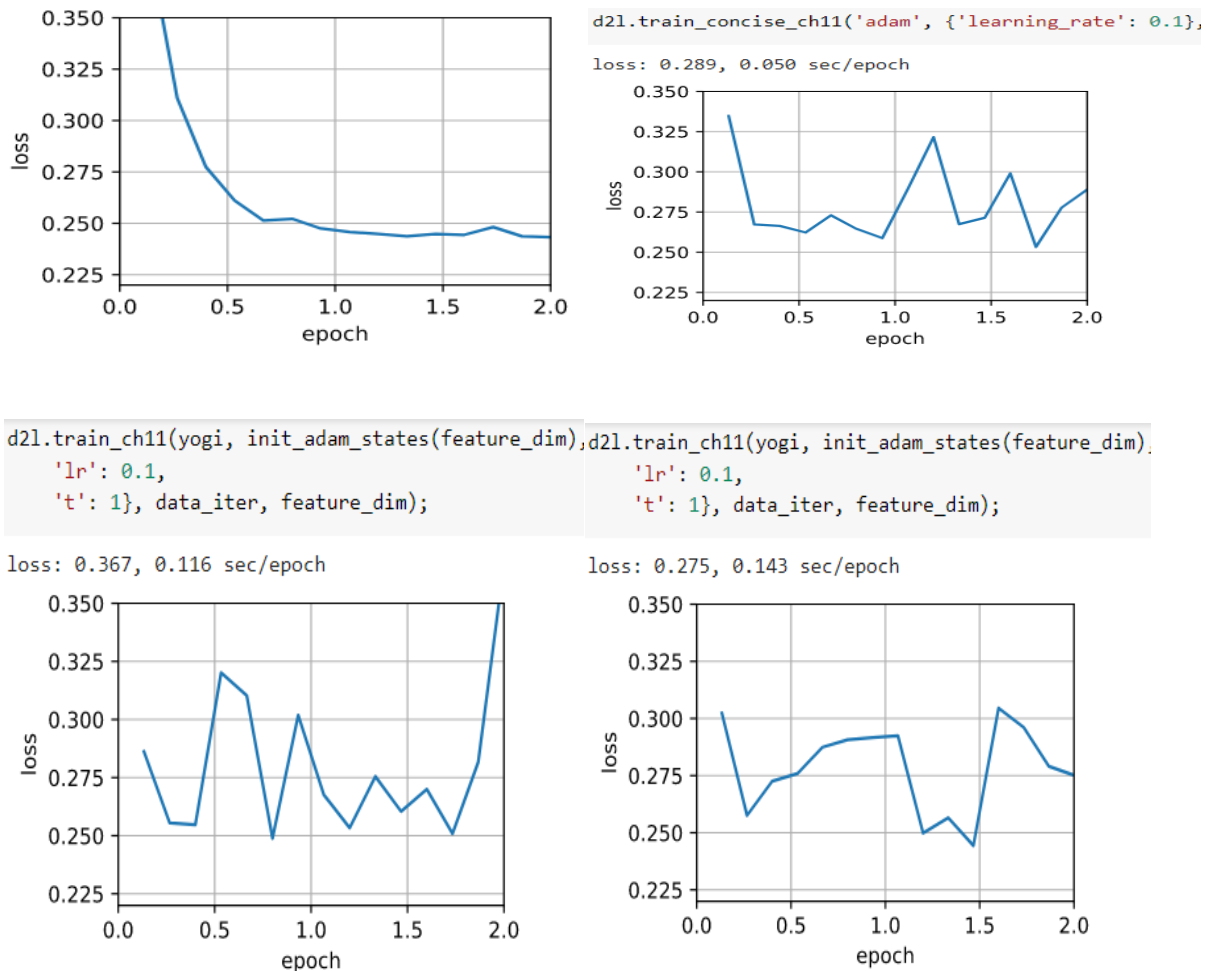 0.350
0.325
0.300
0.275
0.250
0.225
loss
0.0 0.5 1.0 1.5 2.0
epoch
d2l.train_concise_ch11('adam', {'learning_rate': 0.1},
loss: 0.289, 0.050 sec/epoch
0.350
0.325
0.300
0.275
0.250
0.225
loss
0.0 0.5 1.0 1.5 2.0
epoch
d2l.train_ch11(yogi, init_adam_states(feature_dim),
'lr': 0.1,
't': 1}, data_iter, feature_dim);
loss: 0.367, 0.116 sec/epoch
0.350
0.325
0.300
0.275
0.250
0.225
loss
0.0 0.5 1.0 1.5 2.0
epoch
d2l.train_ch11(yogi, init_adam_states(feature_dim),
'lr': 0.1,
't': 1}, data_iter, feature_dim);
loss: 0.275, 0.143 sec/epoch
0.350
0.325
0.300
0.275
0.250
0.225
loss
0.0 0.5 1.0 1.5 2.0
epoch